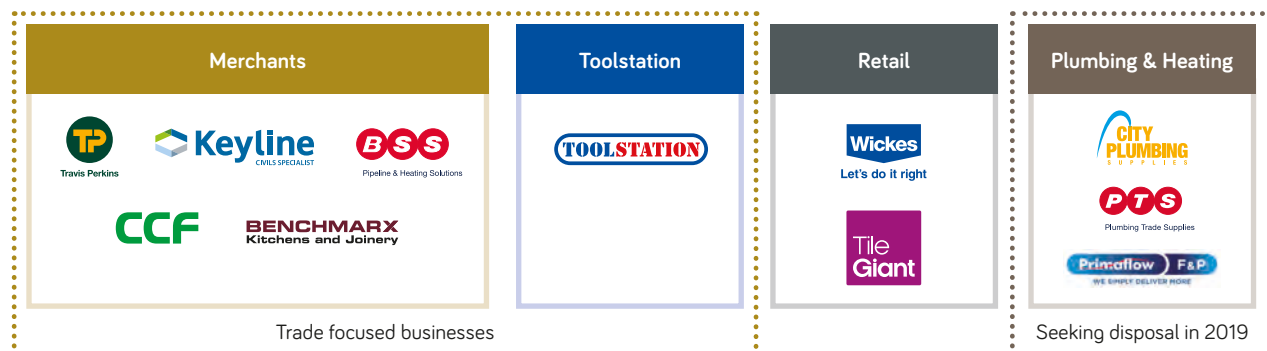 Merchants
TP
Travis Perkins
Keyline
CIVILS SPECIALIST
BSS
Pipeline & Heating Solutions
CCF
BENCHMARX
Kitchens and Joinery
Toolstation
TOOLSTATION
Retail
Wickes
Let's do it right
Tile
Giant
Plumbing & Heating
CITY
PLUMBING
SUPPLIES
PTS
Plumbing Trade Supplies
Primaflow F&P
WE SIMPLY DELIVER MORE
Trade focused businesses
Seeking disposal in 2019